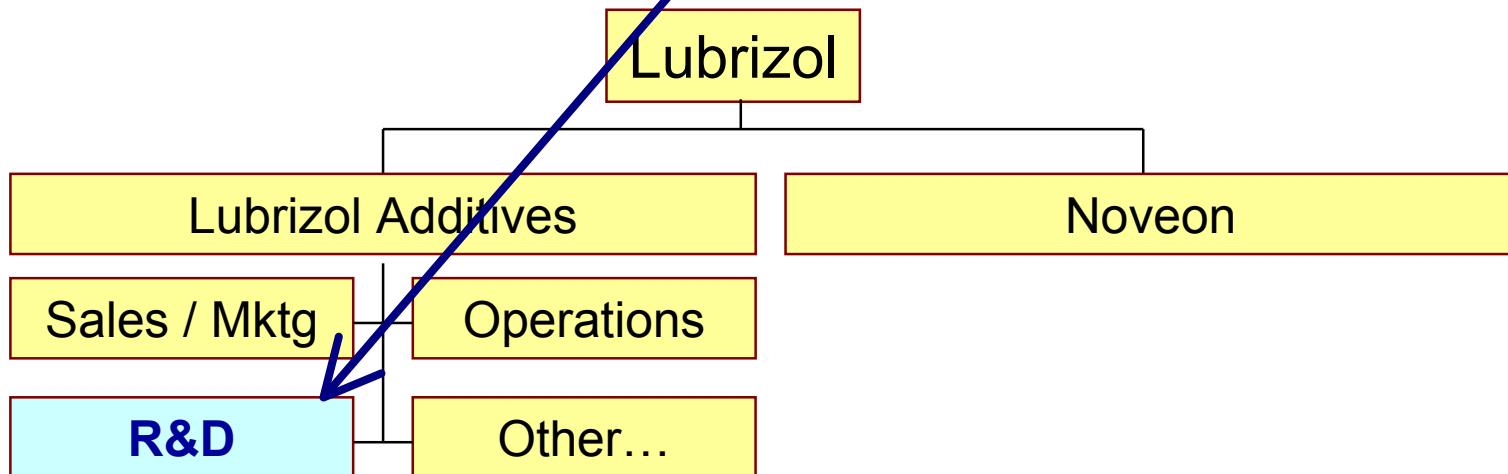 Lubrizol
Lubrizol Additives
Noveon
Sales / Mktg
Operations
R&D
Other…